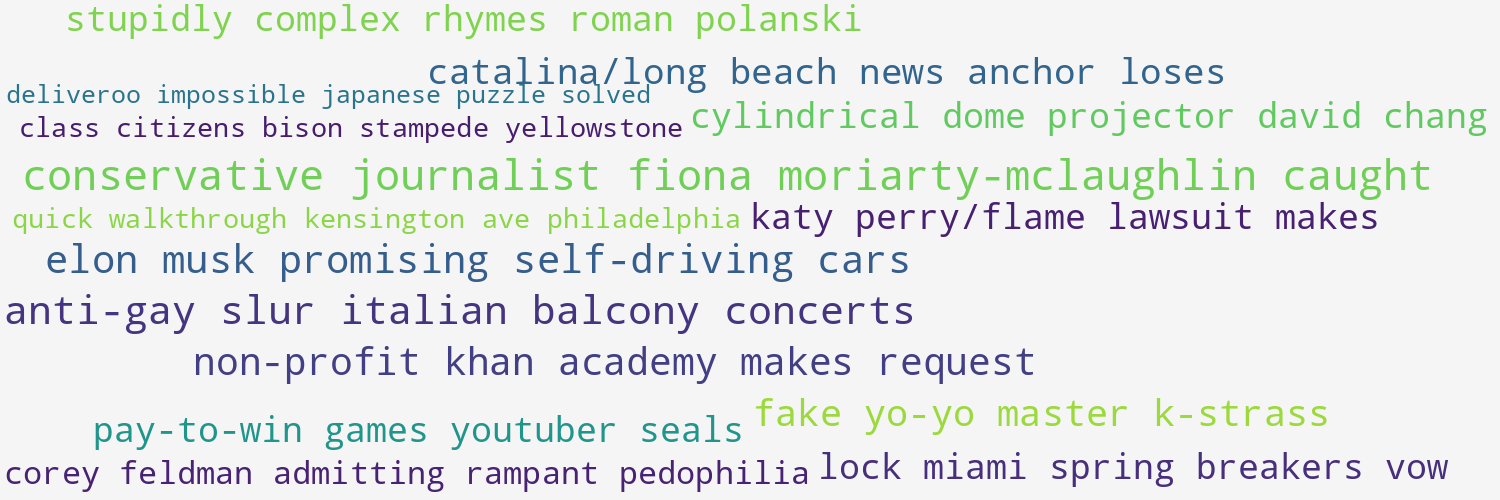 stupidly complex rhymes roman polanski
catalina/long beach news anchor loses
deliveroo impossible japanese puzzle solved
cylindrical dome projector david chang
class citizens bison stampede yellowstone
conservative journalist fiona moriarty-mclaughlin caught
quick walkthrough kensington ave philadelphia
katy perry/flame lawsuit makes
elon musk promising self-driving cars
anti-gay slur italian balcony concerts
non-profit khan academy makes request
fake yo-yo master k-strass
pay-to-win games youtuber seals
corey feldman admitting rampant pedophilia
lock miami spring breakers vow